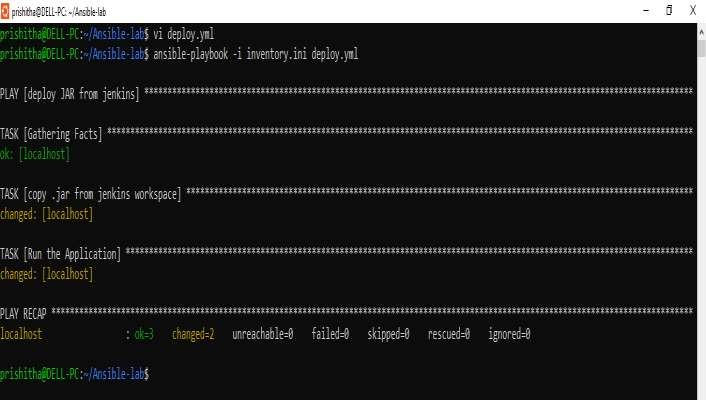 prishitha@DELL-PC: ~/Ansible-lab
prishitha@DELL-PC:~/Ansible-lab$ vi deploy.yml
prishitha@DELL-PC:~/Ansible-lab$ ansible-playbook -i inventory.ini deploy.yml
PLAY [deploy JAR from jenkins] ************************************************************************************************************************
TASK [Gathering Facts] ********************************************************************************************************************************
ok: [localhost]
TASK [copy .jar from jenkins workspace] ***************************************************************************************************************
changed: [localhost]
TASK [Run the Application] ****************************************************************************************************************************
changed: [localhost]
PLAY RECAP ********************************************************************************************************************************************
localhost : ok=3 changed=2 unreachable=0 failed=0 skipped=0 rescued=0 ignored=0
prishitha@DELL-PC:~/Ansible-lab$